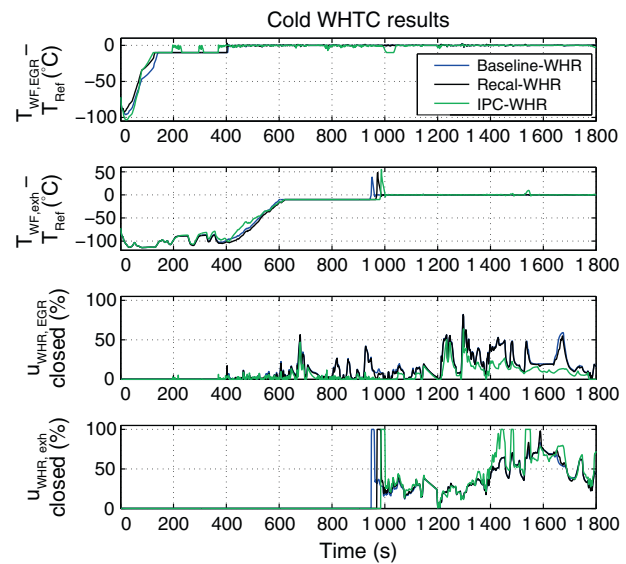 Cold WHTC results
T_WF,EGR −
T_Ref (°C)
0
−50
−100
Baseline-WHR
Recal-WHR
IPC-WHR
0 200 400 600 800 1 000 1 200 1 400 1 600 1 800
T_WF,exh −
T_Ref (°C)
50
0
−50
−100
0 200 400 600 800 1 000 1 200 1 400 1 600 1 800
u_WHR, EGR
closed (%)
100
50
0
0 200 400 600 800 1 000 1 200 1 400 1 600 1 800
u_WHR, exh
closed (%)
100
50
0
0 200 400 600 800 1 000 1 200 1 400 1 600 1 800
Time (s)